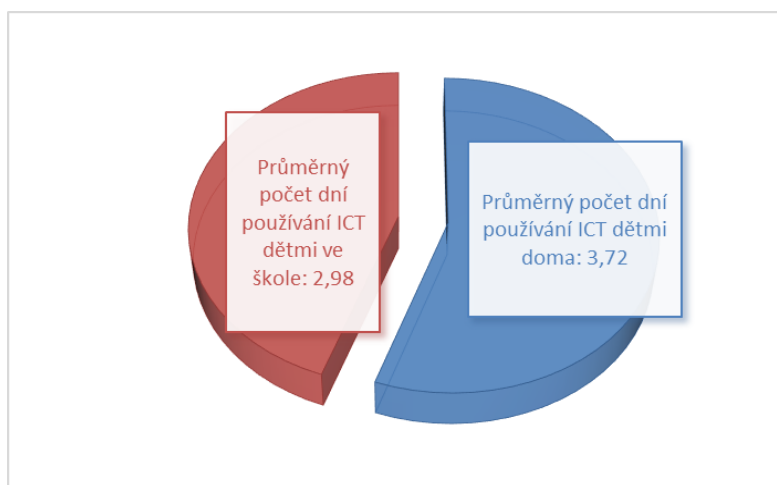 Průměrný
počet dní
používání ICT
dětmi ve
škole: 2,98
Průměrný počet dní
používání ICT dětmi
doma: 3,72